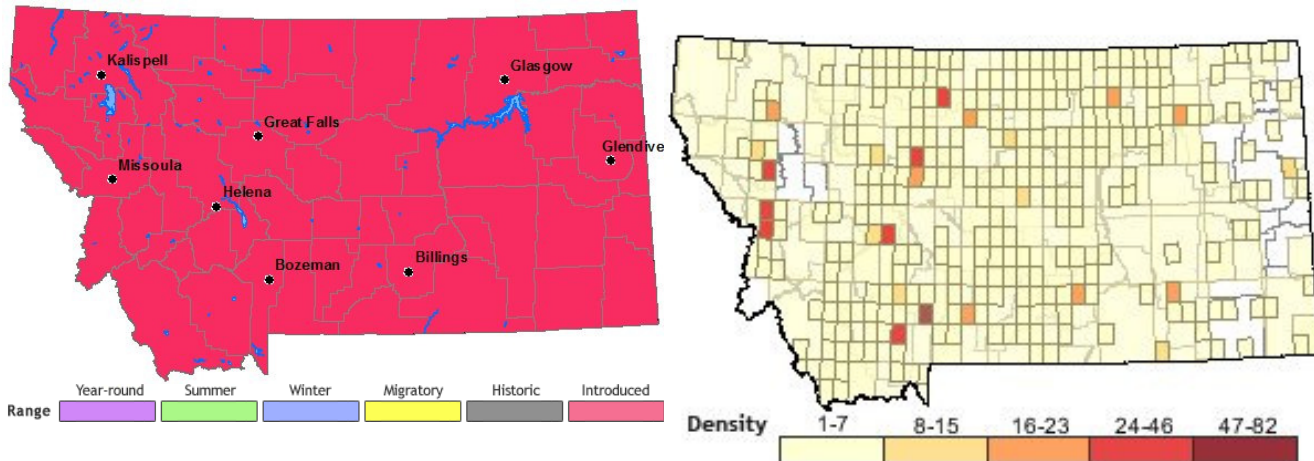 Kalispell
Glasgow
Great Falls
Glendive
Missoula
Helena
Bozeman
Billings
Year-round Summer Winter Migratory Historic Introduced
Range
Density 1-7 8-15 16-23 24-46 47-82